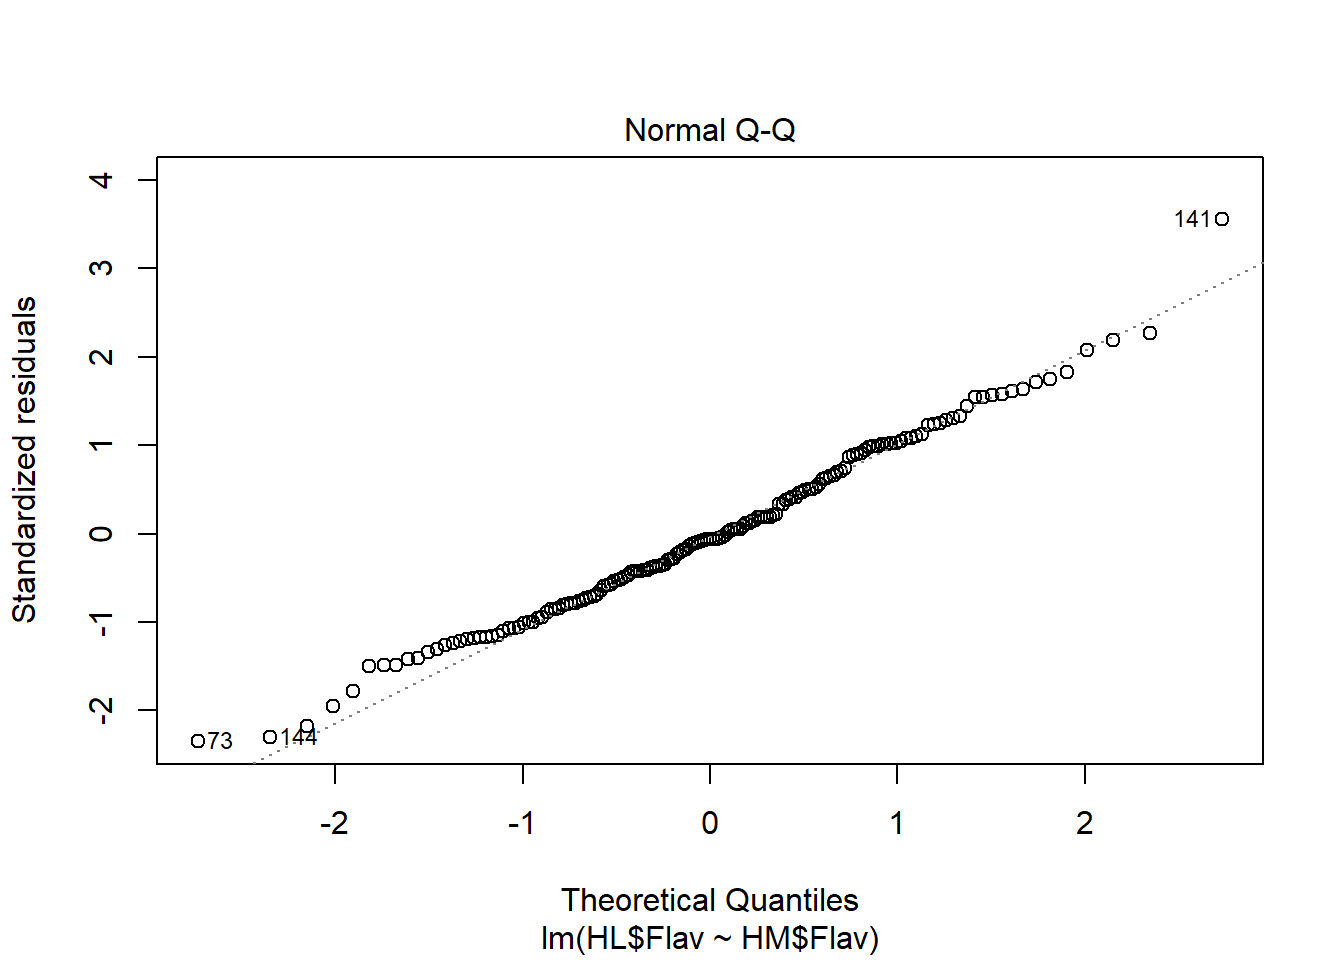 Normal Q-Q
Standardized residuals
4
3
2
1
0
-1
-2
141
73
144
-2 -1 0 1 2
Theoretical Quantiles
lm(HL$Flav ~ HM$Flav)